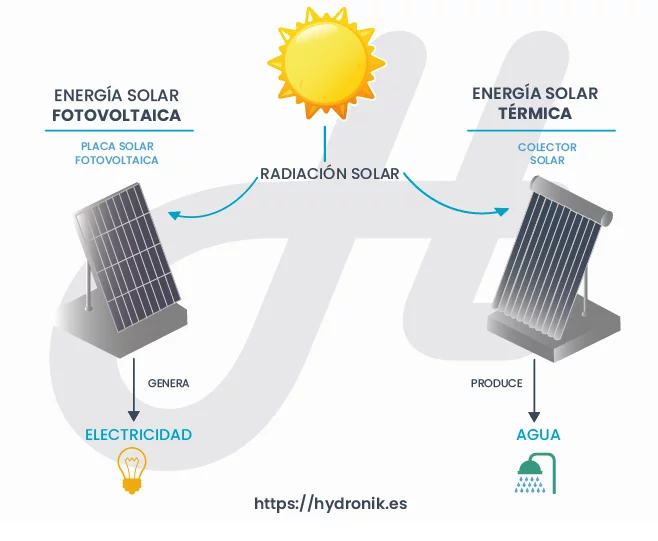 ENERGÍA SOLAR
FOTOVOLTAICA
PLACA SOLAR
FOTOVOLTAICA
RADIACIÓN SOLAR
ENERGÍA SOLAR
TÉRMICA
COLECTOR
SOLAR
GENERA
ELECTRICIDAD
PRODUCE
AGUA
https://hydronik.es